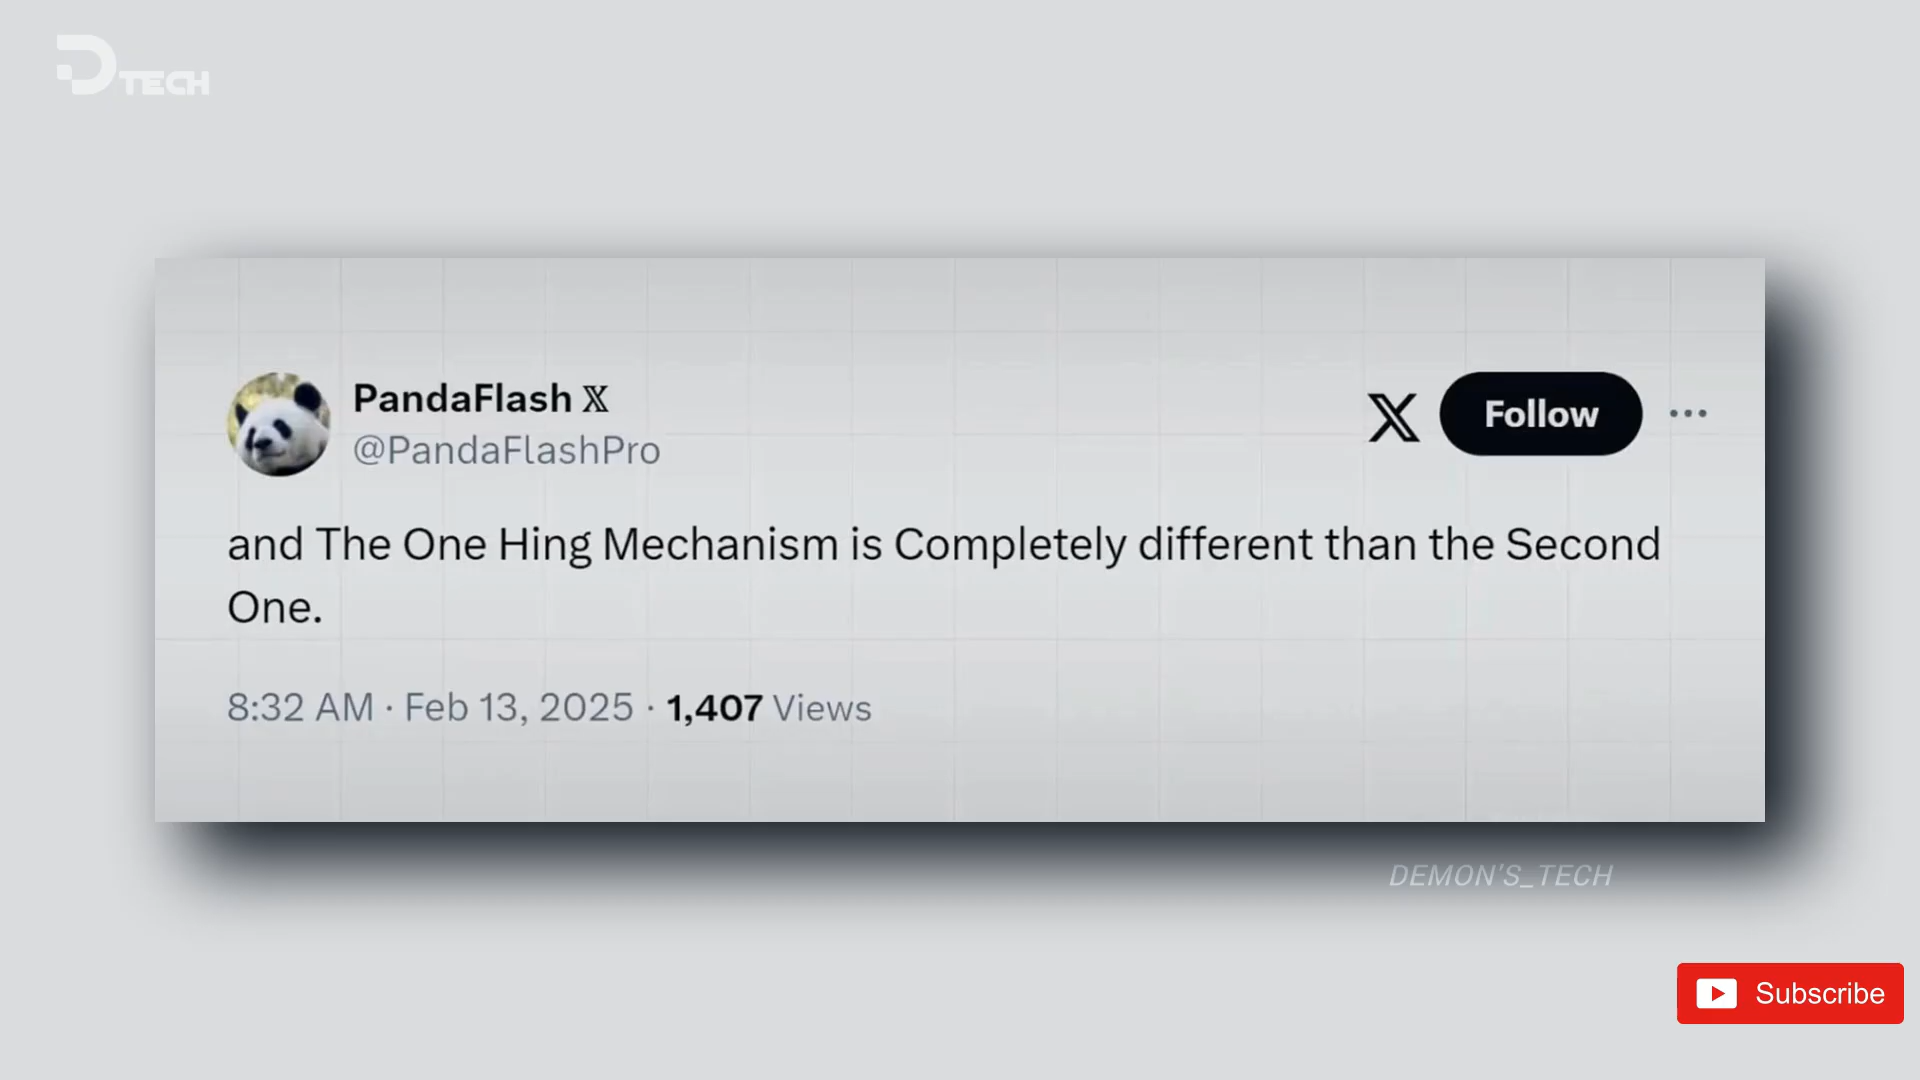 D TECH
PandaFlash 𝕏
@PandaFlashPro
X
Follow
and The One Hing Mechanism is Completely different than the Second
One.
8:32 AM · Feb 13, 2025 · 1,407 Views
DEMON'S_TECH
Subscribe